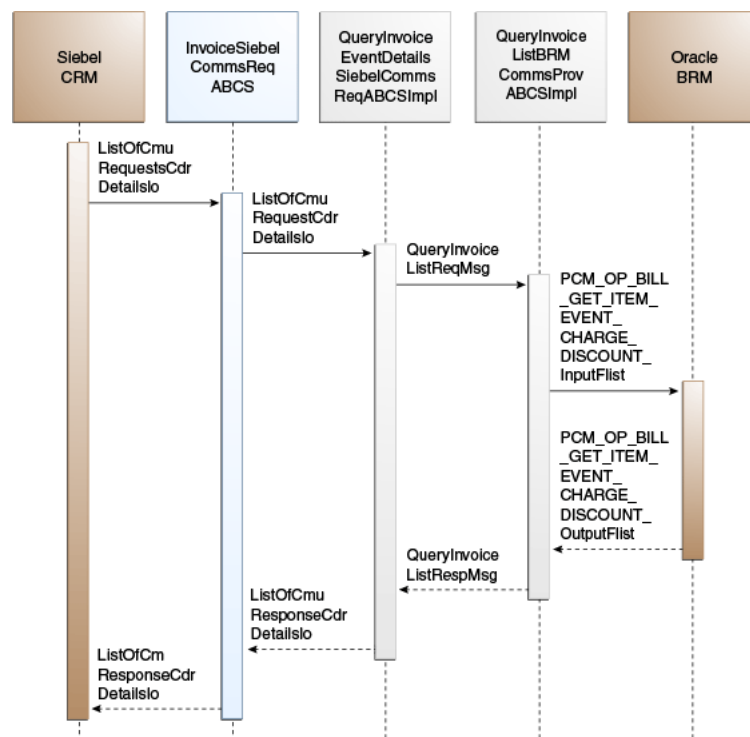 Siebel
CRM
InvoiceSiebel
CommsReq
ABCS
QueryInvoice
EventDetails
SiebelComms
ReqABCSImpl
QueryInvoice
ListBRM
CommsProv
ABCSImpl
Oracle
BRM
ListOfCmu
RequestsCdr
DetailsIo
ListOfCmu
RequestCdr
DetailsIo
QueryInvoice
ListReqMsg
PCM_OP_BILL
_GET_ITEM_
EVENT_
CHARGE_
DISCOUNT_
InputFlist
PCM_OP_BILL
_GET_ITEM_
EVENT_
CHARGE_
DISCOUNT_
OutputFlist
QueryInvoice
ListRespMsg
ListOfCmu
ResponseCdr
DetailsIo
ListOfCm
ResponseCdr
DetailsIo